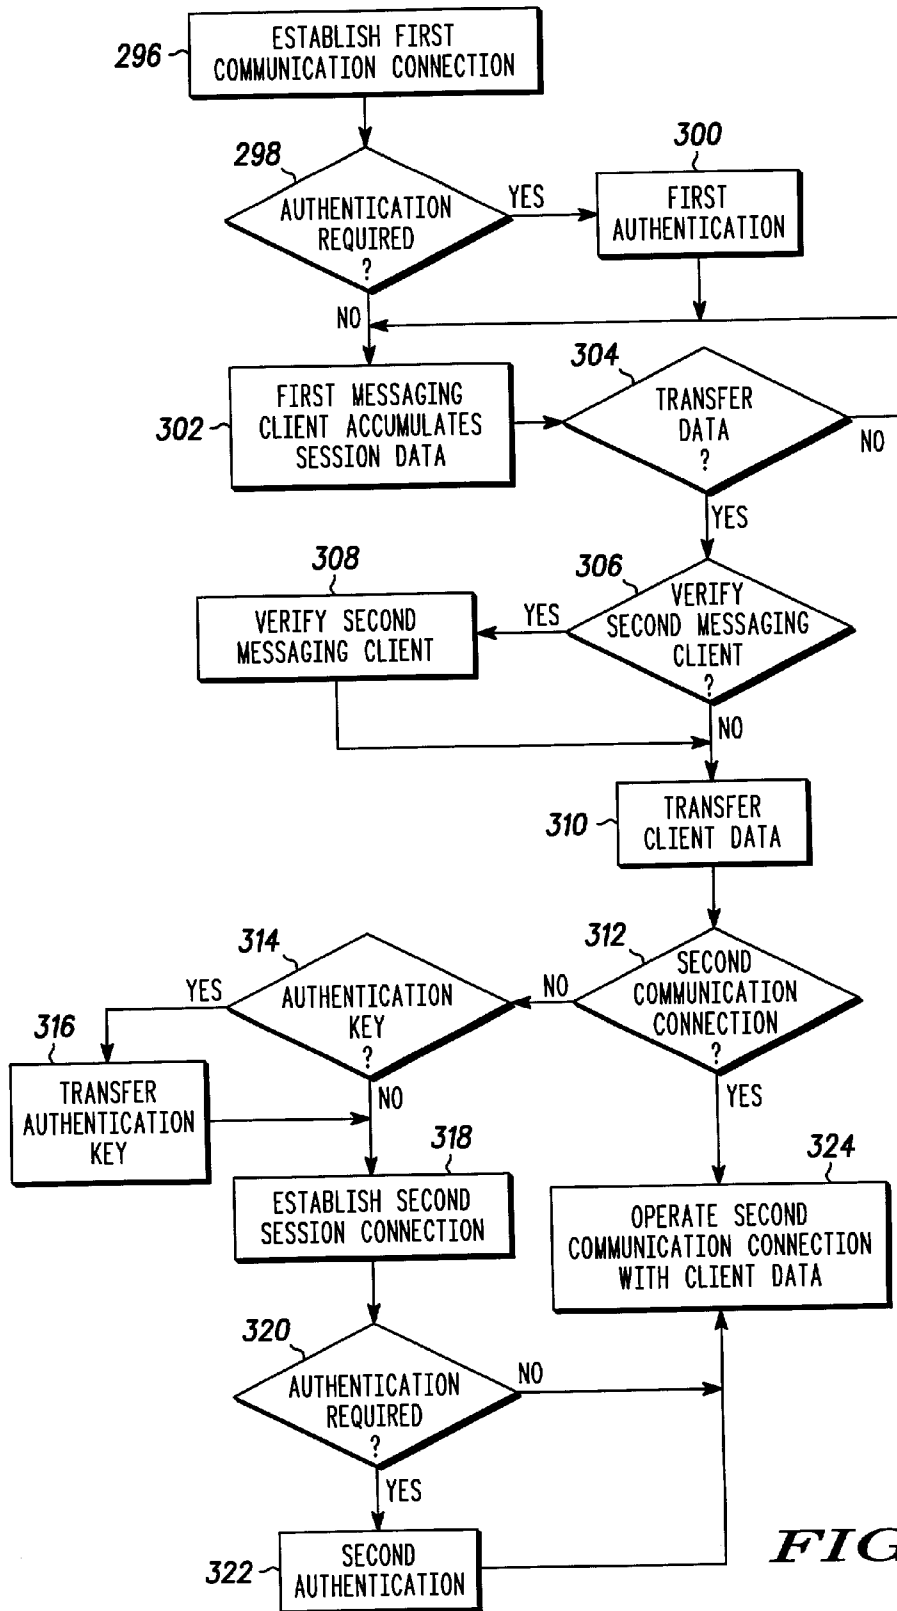 296
ESTABLISH FIRST
COMMUNICATION CONNECTION
298
AUTHENTICATION
REQUIRED
?
YES
300
FIRST
AUTHENTICATION
NO
302
FIRST MESSAGING
CLIENT ACCUMULATES
SESSION DATA
304
TRANSFER
DATA
?
NO
YES
306
VERIFY
SECOND MESSAGING
CLIENT
?
YES
308
VERIFY SECOND
MESSAGING CLIENT
NO
310
TRANSFER
CLIENT DATA
312
SECOND
COMMUNICATION
CONNECTION
?
NO
YES
314
AUTHENTICATION
KEY
?
YES
316
TRANSFER
AUTHENTICATION
KEY
NO
318
ESTABLISH SECOND
SESSION CONNECTION
324
OPERATE SECOND
COMMUNICATION CONNECTION
WITH CLIENT DATA
320
AUTHENTICATION
REQUIRED
?
NO
YES
322
SECOND
AUTHENTICATION
FIG